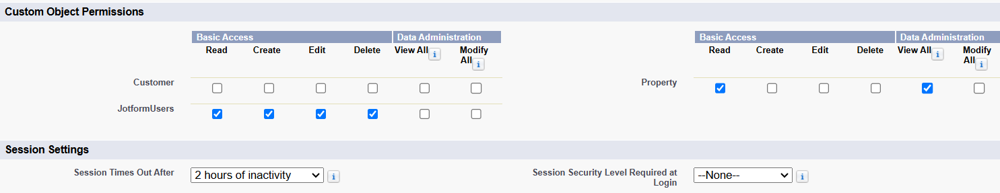 Custom Object Permissions
Basic Access Data Administration
Read Create Edit Delete View All i Modify All i
Basic Access Data Administration
Read Create Edit Delete View All i Modify All i
Customer
Property
JotformUsers
Session Settings
Session Times Out After 2 hours of inactivity i
Session Security Level Required at
Login
--None-- i